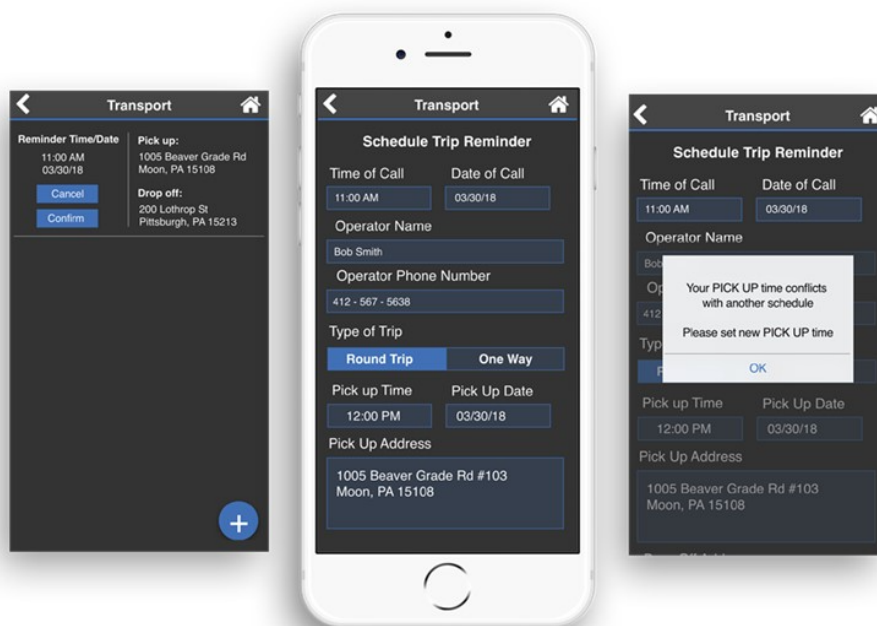 Transport
Reminder Time/Date
11:00 AM
03/30/18
Cancel
Confirm
Pick up:
1005 Beaver Grade Rd
Moon, PA 15108
Drop off:
200 Lothrop St
Pittsburgh, PA 15213
+
Transport
Schedule Trip Reminder
Time of Call Date of Call
11:00 AM 03/30/18
Operator Name
Bob Smith
Operator Phone Number
412 - 567 - 5638
Type of Trip
Round Trip One Way
Pick up Time Pick Up Date
12:00 PM 03/30/18
Pick Up Address
1005 Beaver Grade Rd #103
Moon, PA 15108
Transport
Schedule Trip Reminder
Time of Call Date of Call
11:00 AM 03/30/18
Operator Name
Bob
Op
412
Typ
Your PICK UP time conflicts
with another schedule
Please set new PICK UP time
OK
Pick up Time Pick Up Date
12:00 PM 03/30/18
Pick Up Address
1005 Beaver Grade Rd #103
Moon, PA 15108